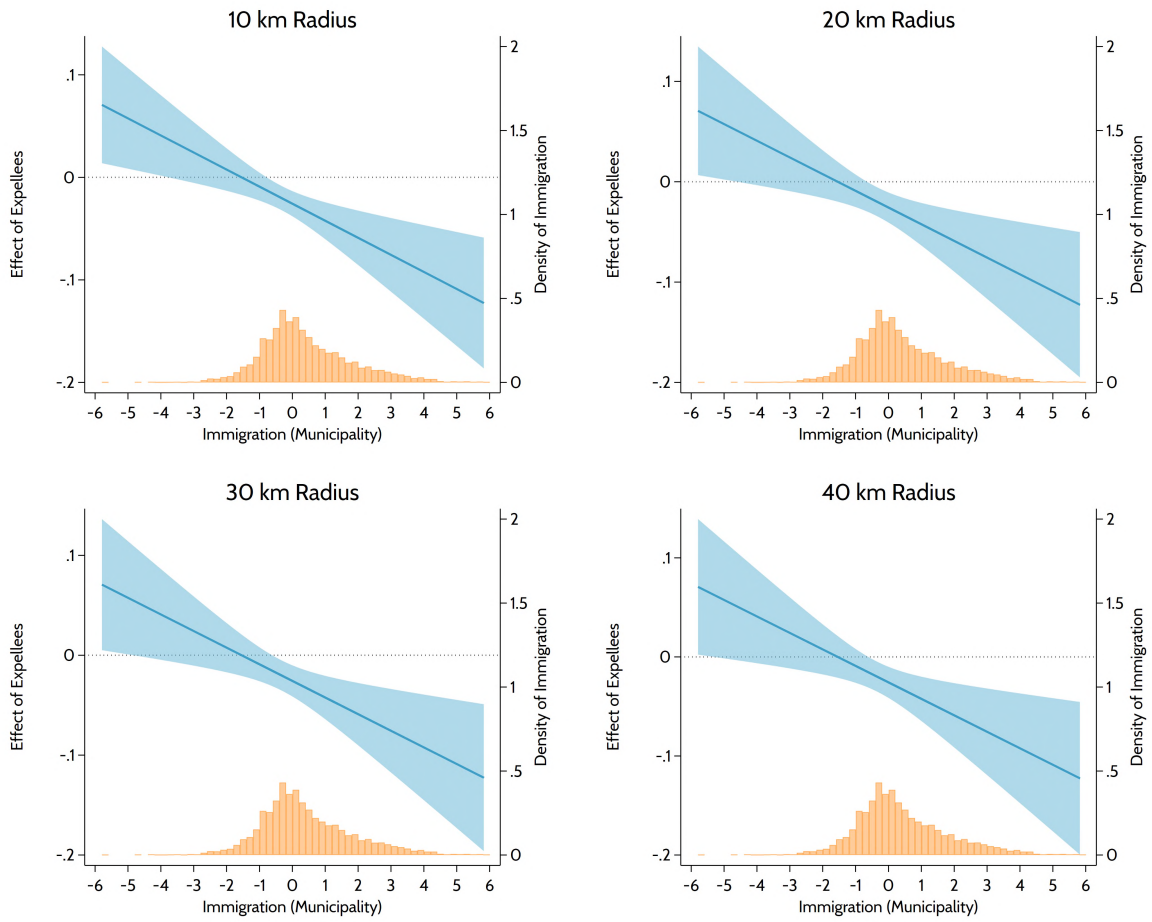 10 km Radius
20 km Radius
.1
0
-.1
-.2
Effect of Expellees
2
1.5
1
.5
0
Density of Immigration
-6 -5 -4 -3 -2 -1 0 1 2 3 4 5 6
Immigration (Municipality)
.1
0
-.1
-.2
Effect of Expellees
2
1.5
1
.5
0
Density of Immigration
-6 -5 -4 -3 -2 -1 0 1 2 3 4 5 6
Immigration (Municipality)
30 km Radius
40 km Radius
.1
0
-.1
-.2
Effect of Expellees
2
1.5
1
.5
0
Density of Immigration
-6 -5 -4 -3 -2 -1 0 1 2 3 4 5 6
Immigration (Municipality)
.1
0
-.1
-.2
Effect of Expellees
2
1.5
1
.5
0
Density of Immigration
-6 -5 -4 -3 -2 -1 0 1 2 3 4 5 6
Immigration (Municipality)